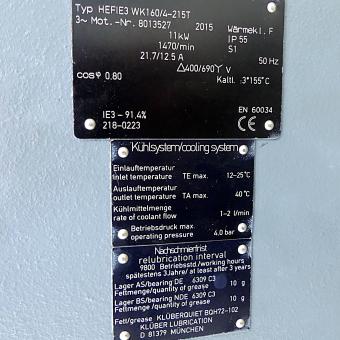 Typ HEFIE3 WK160/4-215T
3~ Mot.-Nr. 8013527 2015 Wärmekl. F
11kW IP 55
1470/min S1
21.7/12.5 A 50 Hz
△400/690 Y V
cosφ 0.80 Kaltl. :3*155°C
EN 60034
IE3 - 91,4%
218-0223 CE
Kühlsystem/cooling system
Einlauftemperatur
inlet temperature TE max. 12-25°C
Auslauftemperatur
outlet temperature TA max. 40°C
Kühlmittelmenge
rate of coolant flow 1-2 l/min
Betriebsdruck max.
operating pressure 6,0 bar
Nachschmierfrist
relubrication interval
9800 Betriebsstd./working hours
spätestens 3Jahre/ at least after 3 years
Lager AS/bearing DE 6309 C3
Fettmenge/quantity of grease 10 g
Lager BS/bearing NDE 6309 C3
Fettmenge/quantity of grease 10 g
Fett/grease KLÜBERQUIET BQH72-102
KLÜBER LUBRICATION
D 81379 MÜNCHEN